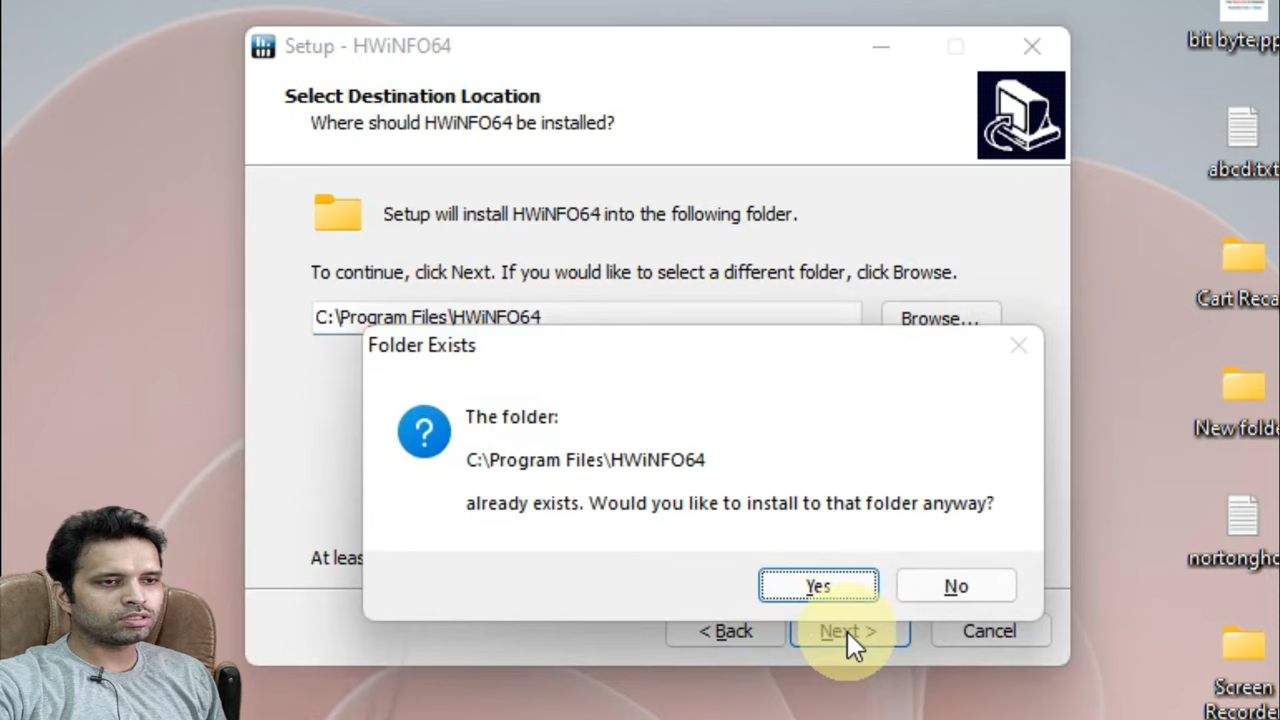 Setup - HWiNFO64
Select Destination Location
Where should HWiNFO64 be installed?
Setup will install HWiNFO64 into the following folder.
To continue, click Next. If you would like to select a different folder, click Browse.
C:\Program Files\HWiNFO64
Browse...
Folder Exists
The folder:
C:\Program Files\HWiNFO64
already exists. Would you like to install to that folder anyway?
At leas
Yes
No
< Back
Next >
Cancel
bit byte.pp
abcd.txt
Cart Reca
New folde
nortongho
Screen
Recorde